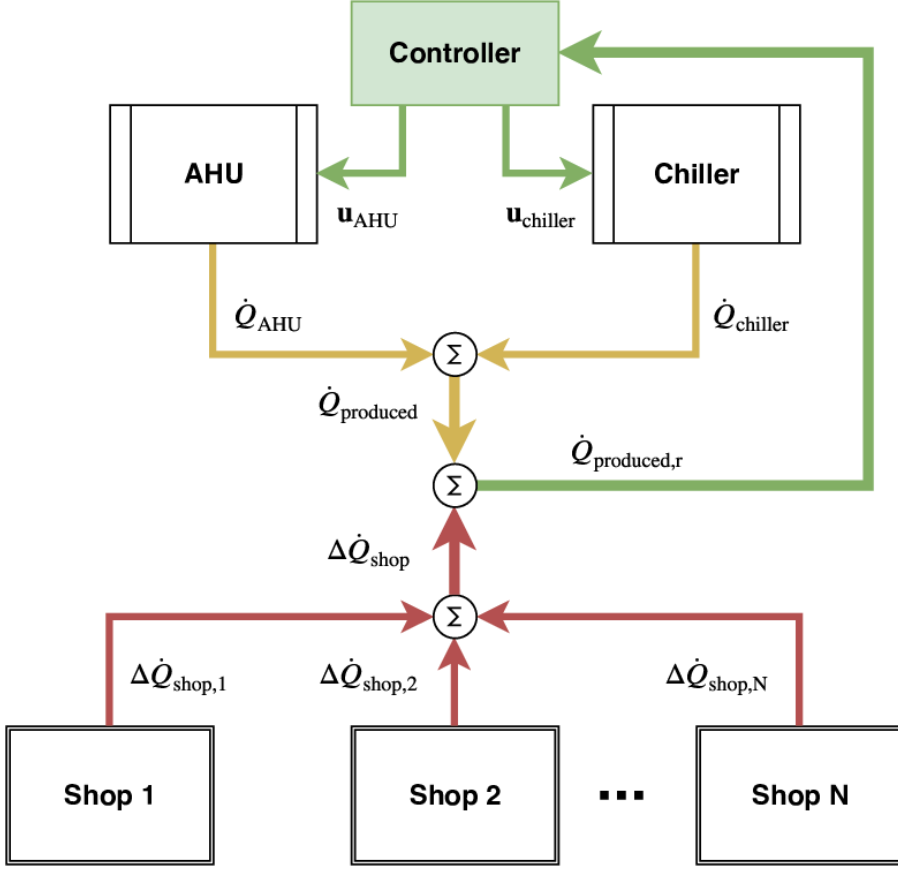 Controller
AHU
Chiller
u_AHU
u_chiller
Q̇_AHU
Q̇_chiller
Σ
Q̇_produced
Σ
Q̇_produced,r
ΔQ̇_shop
Σ
ΔQ̇_shop,1
ΔQ̇_shop,2
ΔQ̇_shop,N
Shop 1
Shop 2
...
Shop N